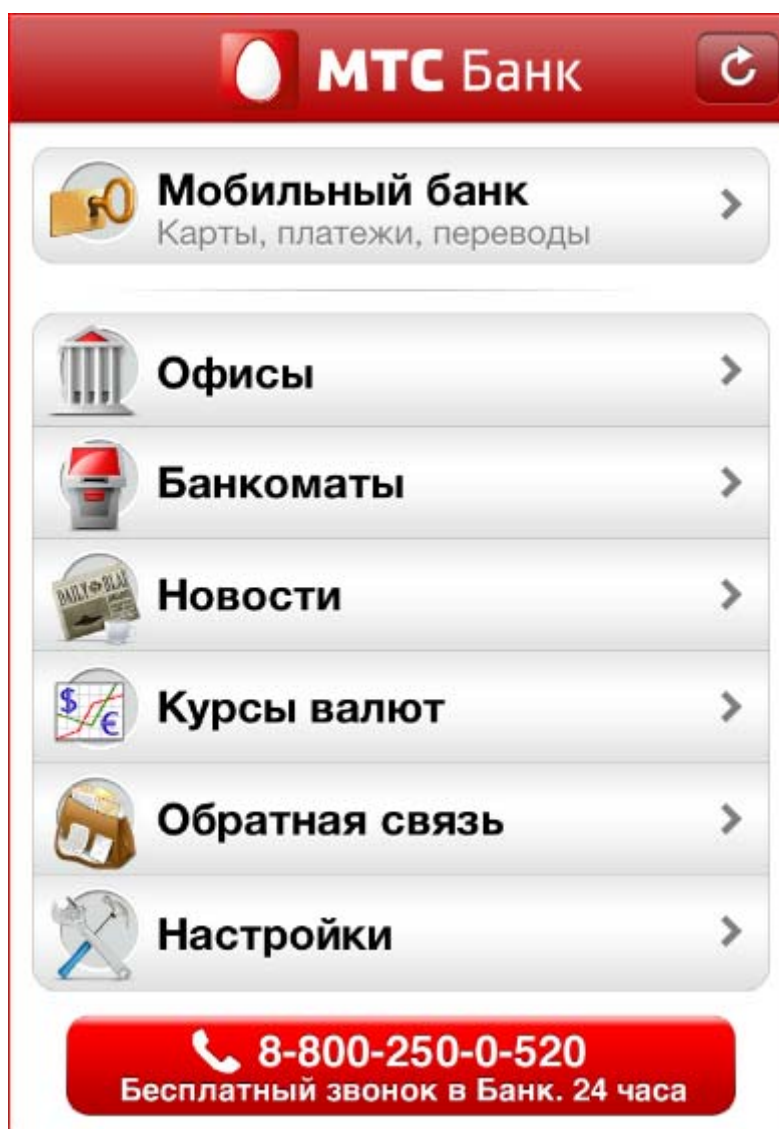 МТС Банк
Мобильный банк
Карты, платежи, переводы
Офисы
Банкоматы
DAILY
Новости
$
€
Курсы валют
Обратная связь
Настройки
8-800-250-0-520
Бесплатный звонок в Банк. 24 часа